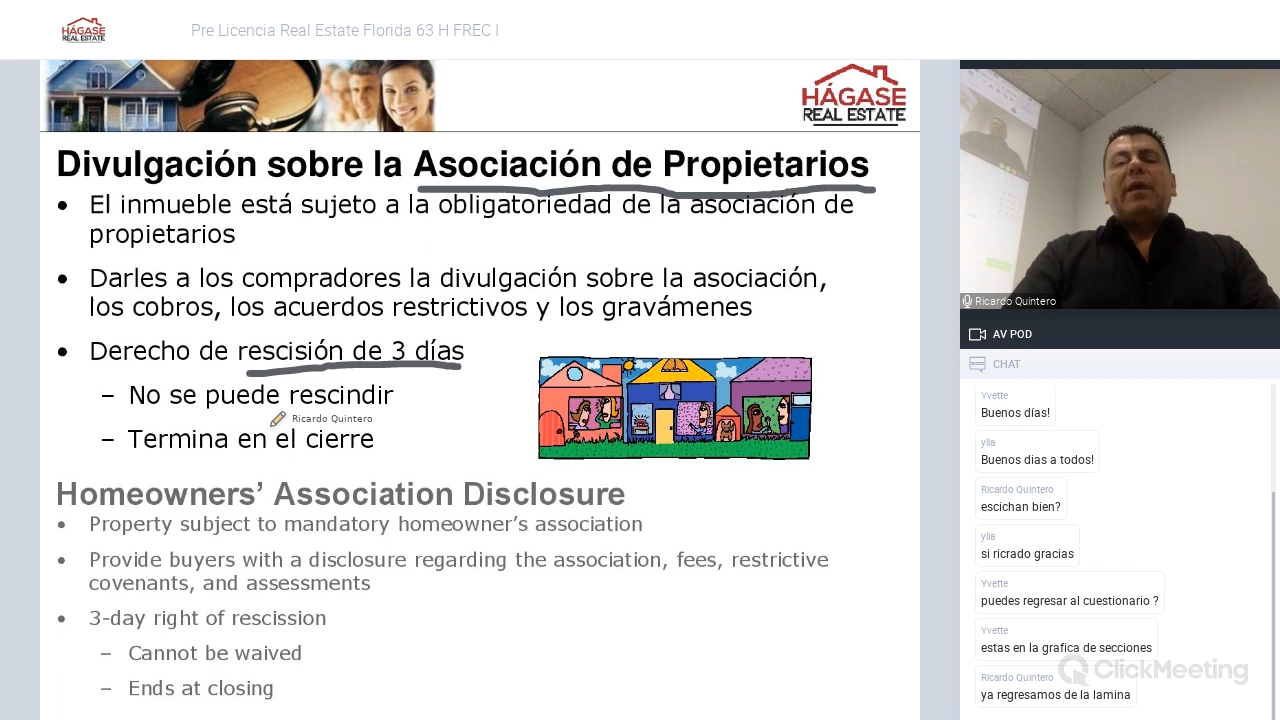 HÁGASE
REAL ESTATE
Pre Licencia Real Estate Florida 63 H FREC I
HÁGASE
REAL ESTATE
Divulgación sobre la Asociación de Propietarios
• El inmueble está sujeto a la obligatoriedad de la asociación de
propietarios
• Darles a los compradores la divulgación sobre la asociación,
los cobros, los acuerdos restrictivos y los gravámenes
• Derecho de rescisión de 3 días
– No se puede rescindir
Ricardo Quintero
– Termina en el cierre
Homeowners’ Association Disclosure
• Property subject to mandatory homeowner’s association
• Provide buyers with a disclosure regarding the association, fees, restrictive
covenants, and assessments
• 3-day right of rescission
– Cannot be waived
– Ends at closing
Ricardo Quintero
AV POD
CHAT
Yvette
Buenos días!
ylia
Buenos dias a todos!
Ricardo Quintero
escichan bien?
ylia
si ricrado gracias
Yvette
puedes regresar al cuestionario ?
Yvette
estas en la grafica de secciones
Ricardo Quintero
ya regresamos de la lamina
ClickMeeting